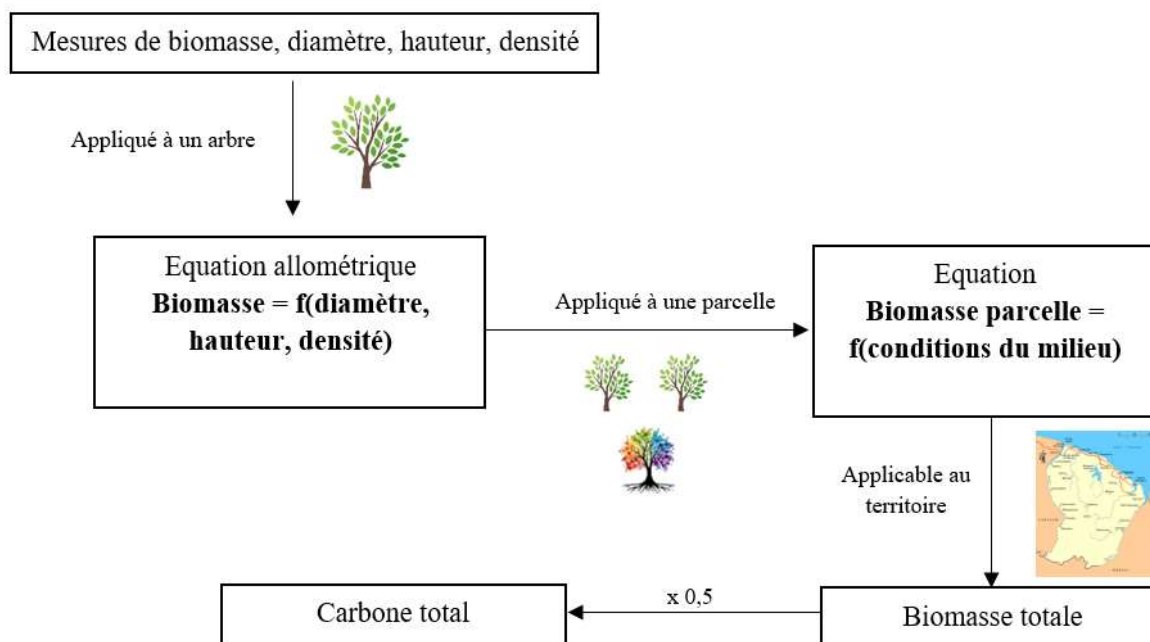 Mesures de biomasse, diamètre, hauteur, densité
Appliqué à un arbre
Equation allométrique
Biomasse = f(diamètre,
hauteur, densité)
Appliqué à une parcelle
Equation
Biomasse parcelle =
f(conditions du milieu)
Applicable au
territoire
Carbone total
x 0,5
Biomasse totale